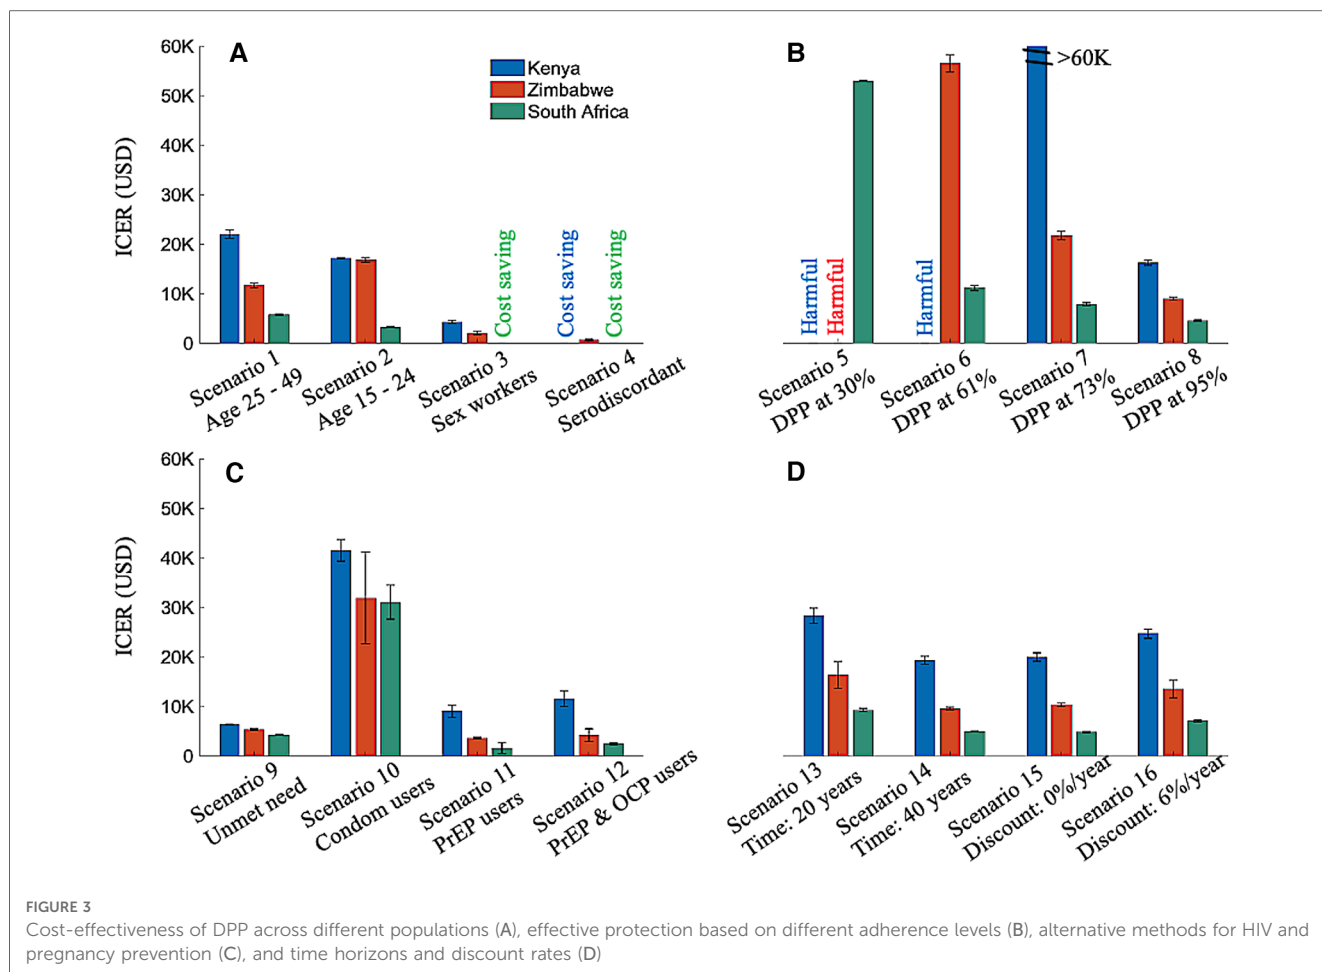 A
60K
50K
40K
30K
20K
10K
0
ICER (USD)
Kenya
Zimbabwe
South Africa
Cost saving
Cost saving
Cost saving
Scenario 1
Age 25 - 49
Scenario 2
Age 15 - 24
Scenario 3
Sex workers
Scenario 4
Serodiscordant
B
60K
50K
40K
30K
20K
10K
0
>60K
Harmful
Harmful
Harmful
Scenario 5
DPP at 30%
Scenario 6
DPP at 61%
Scenario 7
DPP at 73%
Scenario 8
DPP at 95%
C
60K
50K
40K
30K
20K
10K
0
ICER (USD)
Scenario 9
Unmet need
Scenario 10
Condom users
Scenario 11
PrEP users
Scenario 12
PrEP & OCP users
D
Scenario 13
Time: 20 years
Scenario 14
Time: 40 years
Scenario 15
Discount: 0%/year
Scenario 16
Discount: 6%/year
FIGURE 3
Cost-effectiveness of DPP across different populations (A), effective protection based on different adherence levels (B), alternative methods for HIV and
pregnancy prevention (C), and time horizons and discount rates (D)